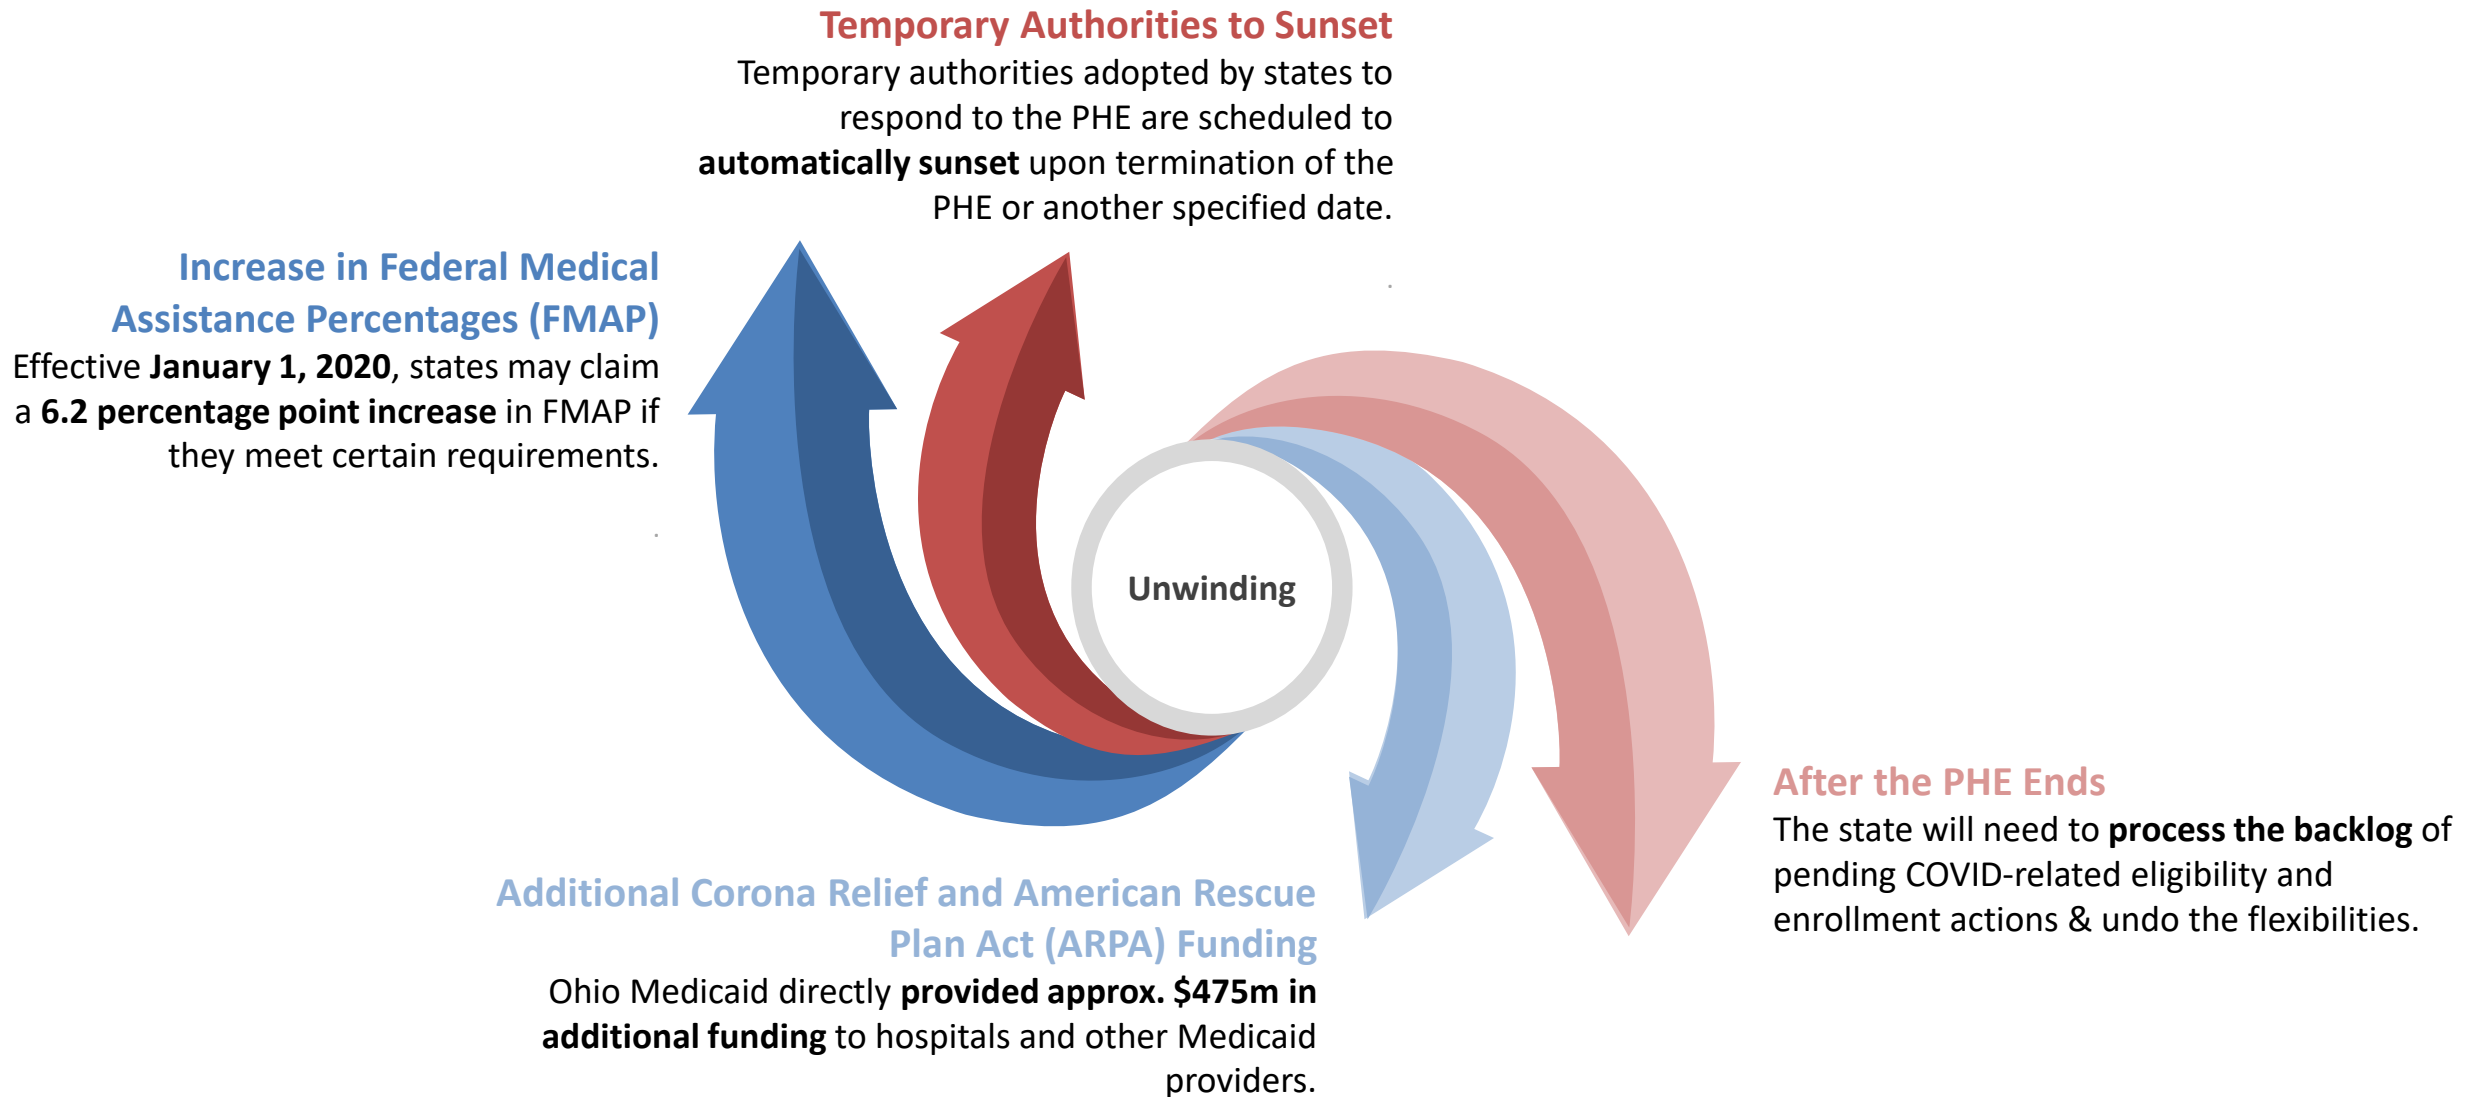 Temporary Authorities to Sunset
Temporary authorities adopted by states to
respond to the PHE are scheduled to
automatically sunset upon termination of the
PHE or another specified date.
.
Increase in Federal Medical
Assistance Percentages (FMAP)
Effective January 1, 2020, states may claim
a 6.2 percentage point increase in FMAP if
they meet certain requirements.
.
Unwinding
After the PHE Ends
The state will need to process the backlog of
pending COVID-related eligibility and
enrollment actions & undo the flexibilities.
Additional Corona Relief and American Rescue
Plan Act (ARPA) Funding
Ohio Medicaid directly provided approx. $475m in
additional funding to hospitals and other Medicaid
providers.